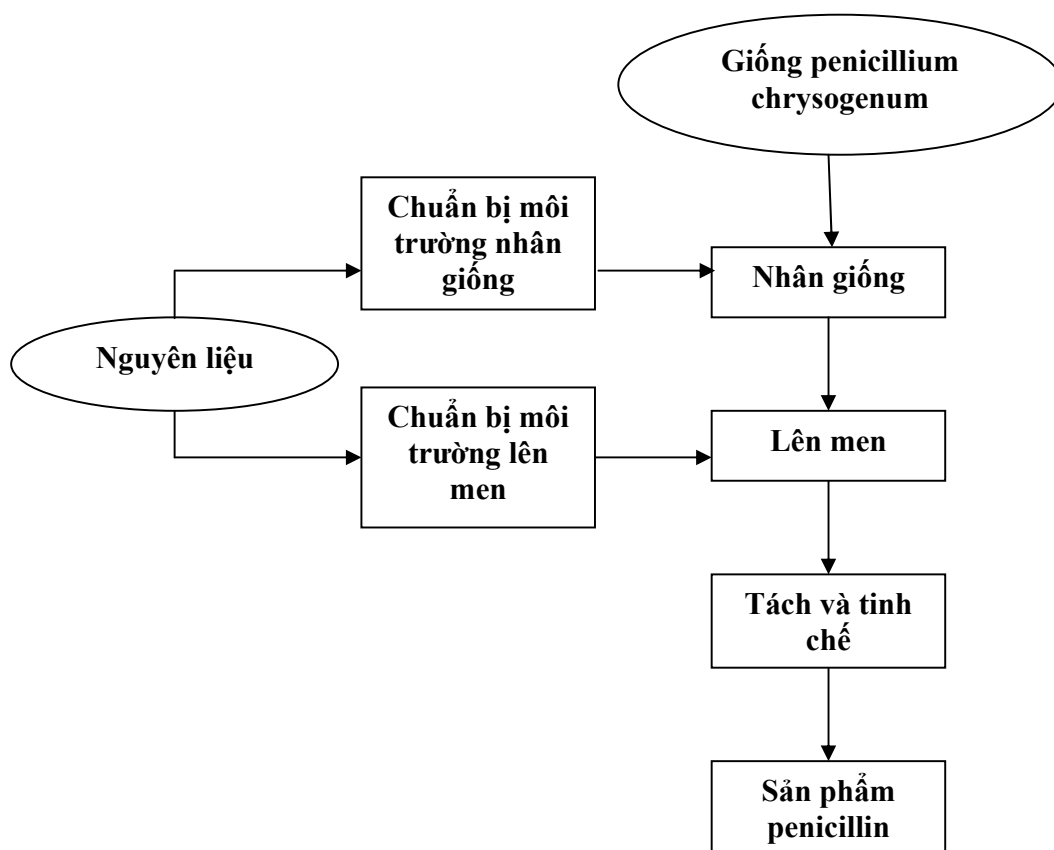 Giống penicillium
chrysogenum
Chuẩn bị môi
trường nhân
giống
Nhân giống
Nguyên liệu
Chuẩn bị môi
trường lên
men
Lên men
Tách và tinh
chế
Sản phẩm
penicillin